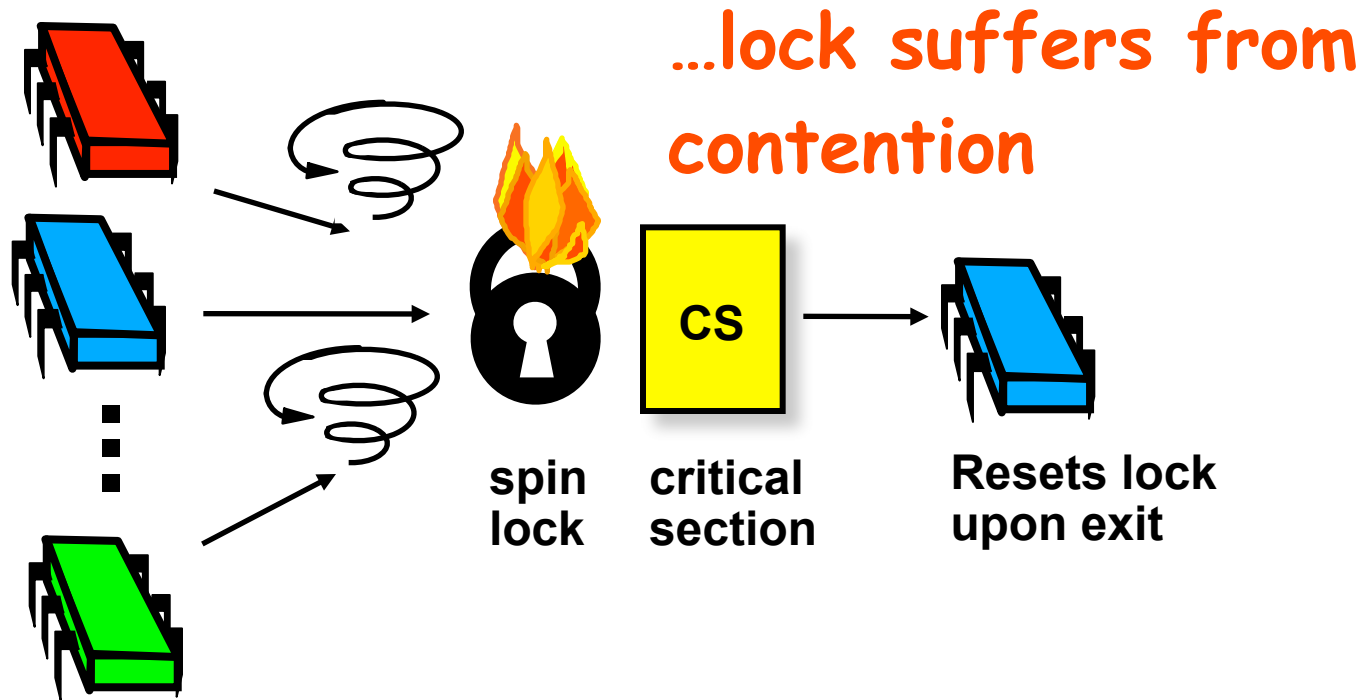 ...lock suffers from
contention
CS
spin
lock
critical
section
Resets lock
upon exit